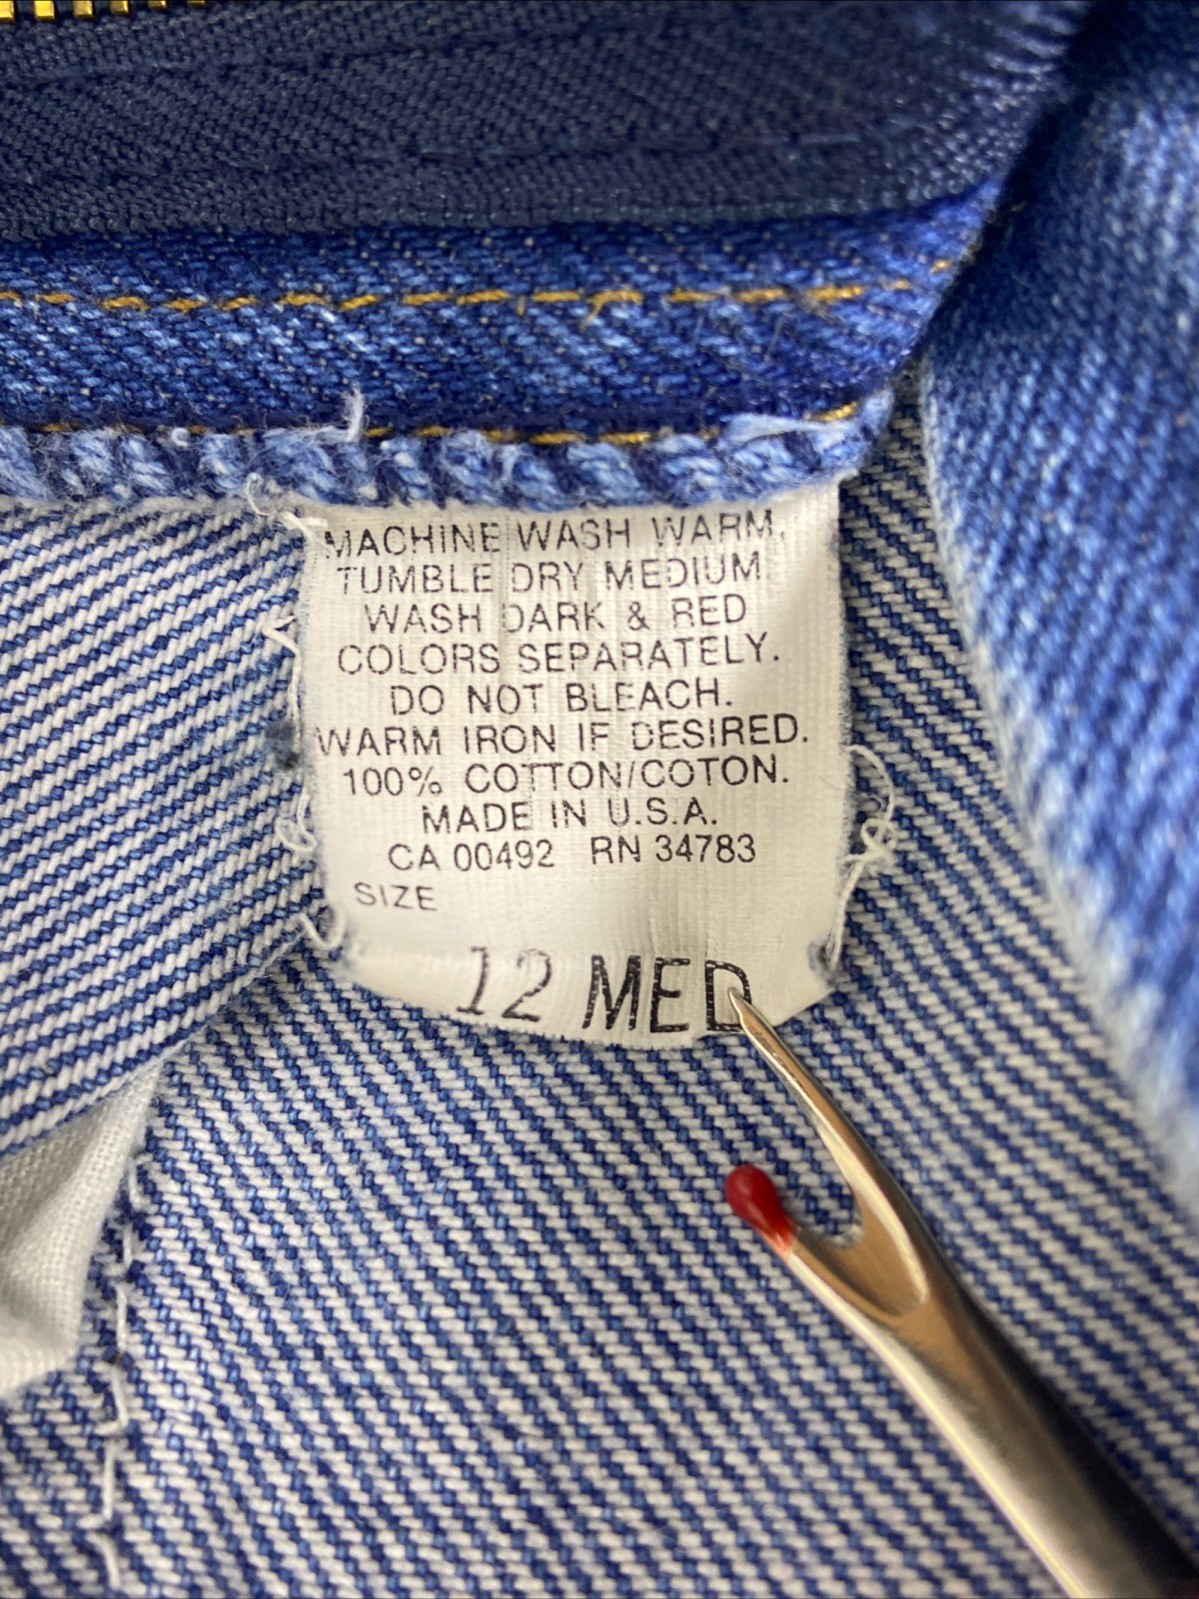 MACHINE WASH WARM,
TUMBLE DRY MEDIUM
WASH DARK & RED
COLORS SEPARATELY.
DO NOT BLEACH.
WARM IRON IF DESIRED.
100% COTTON/COTON.
MADE IN U.S.A.
CA 00492 RN 34783
SIZE
12 MED